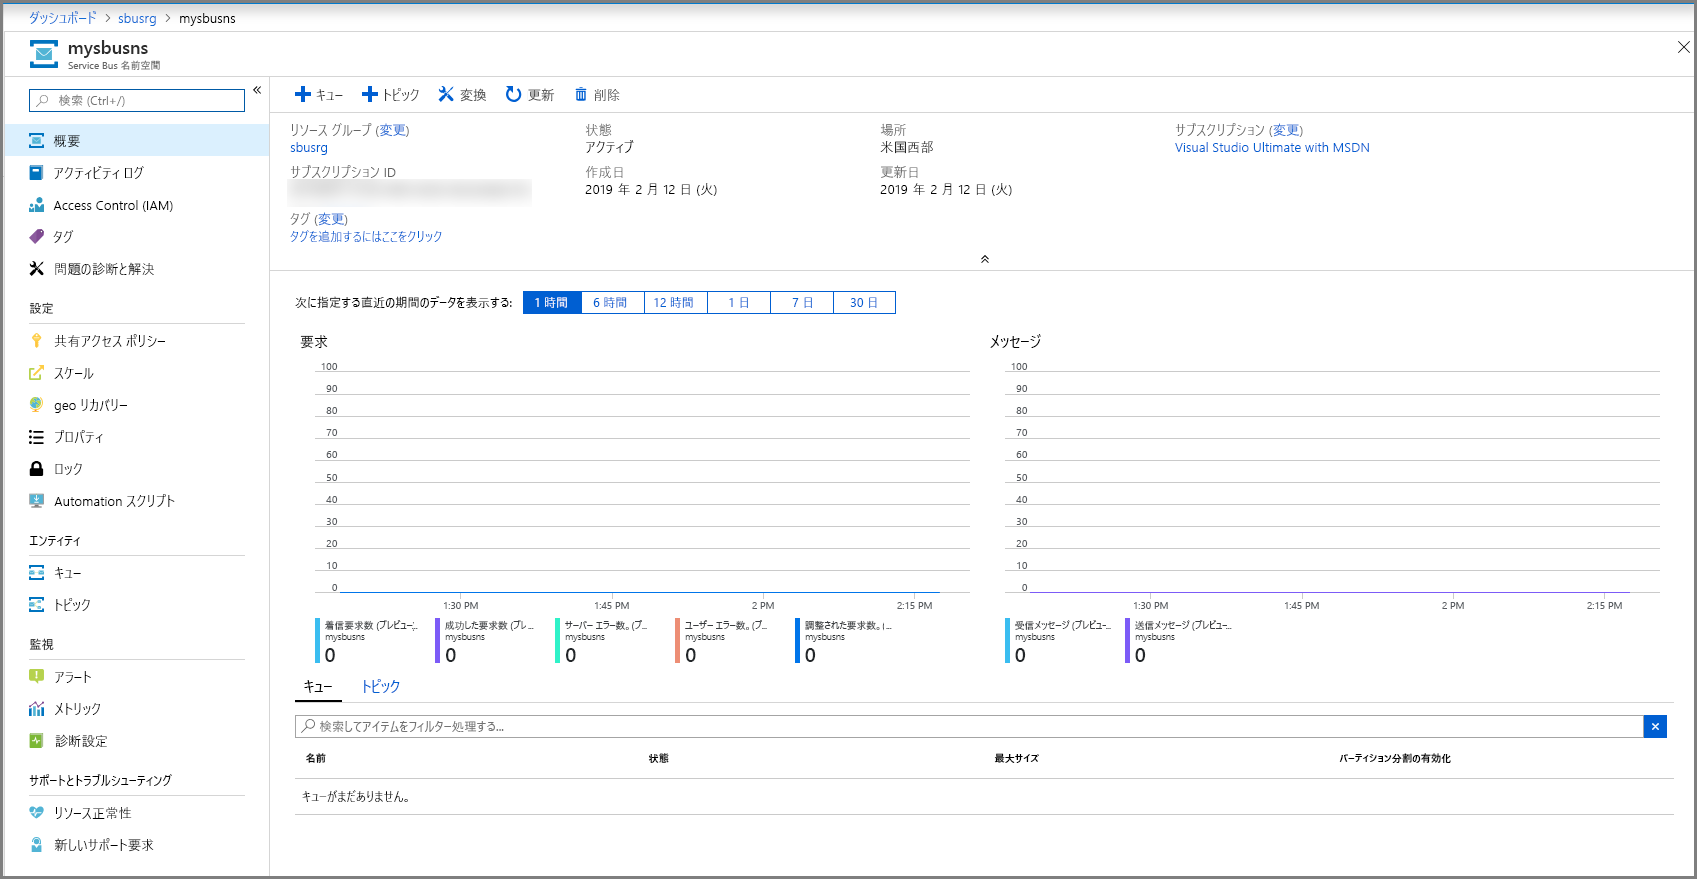 ダッシュボード > sbusrg > mysbusns
mysbusns
Service Bus 名前空間
検索 (Ctrl+/)
«
概要
アクティビティ ログ
Access Control (IAM)
タグ
問題の診断と解決
設定
共有アクセス ポリシー
スケール
geo リカバリー
プロパティ
ロック
Automation スクリプト
エンティティ
キュー
トピック
監視
アラート
メトリック
診断設定
サポートとトラブルシューティング
リソース正常性
新しいサポート要求
キュー トピック 変換 更新 削除
リソース グループ (変更)
sbusrg
状態
アクティブ
場所
米国西部
サブスクリプション (変更)
Visual Studio Ultimate with MSDN
サブスクリプション ID
作成日
2019 年 2 月 12 日 (火)
更新日
2019 年 2 月 12 日 (火)
タグ (変更)
タグを追加するにはここをクリック
次に指定する直近の期間のデータを表示する: 1 時間 6 時間 12 時間 1 日 7 日 30 日
要求
100
90
80
70
60
50
40
30
20
10
0
1:30 PM 1:45 PM 2 PM 2:15 PM
着信要求数 (プレビュー...
mysbusns
0
成功した要求数 (プレ...
mysbusns
0
サーバー エラー数。(プ...
mysbusns
0
ユーザー エラー数。(プ...
mysbusns
0
調整された要求数。(...
mysbusns
0
メッセージ
100
90
80
70
60
50
40
30
20
10
0
1:30 PM 1:45 PM 2 PM 2:15 PM
受信メッセージ (プレビュー...
mysbusns
0
送信メッセージ (プレビュー...
mysbusns
0
キュー トピック
検索してアイテムをフィルター処理する...
名前 状態 最大サイズ パーティション分割の有効化
キューがまだありません。